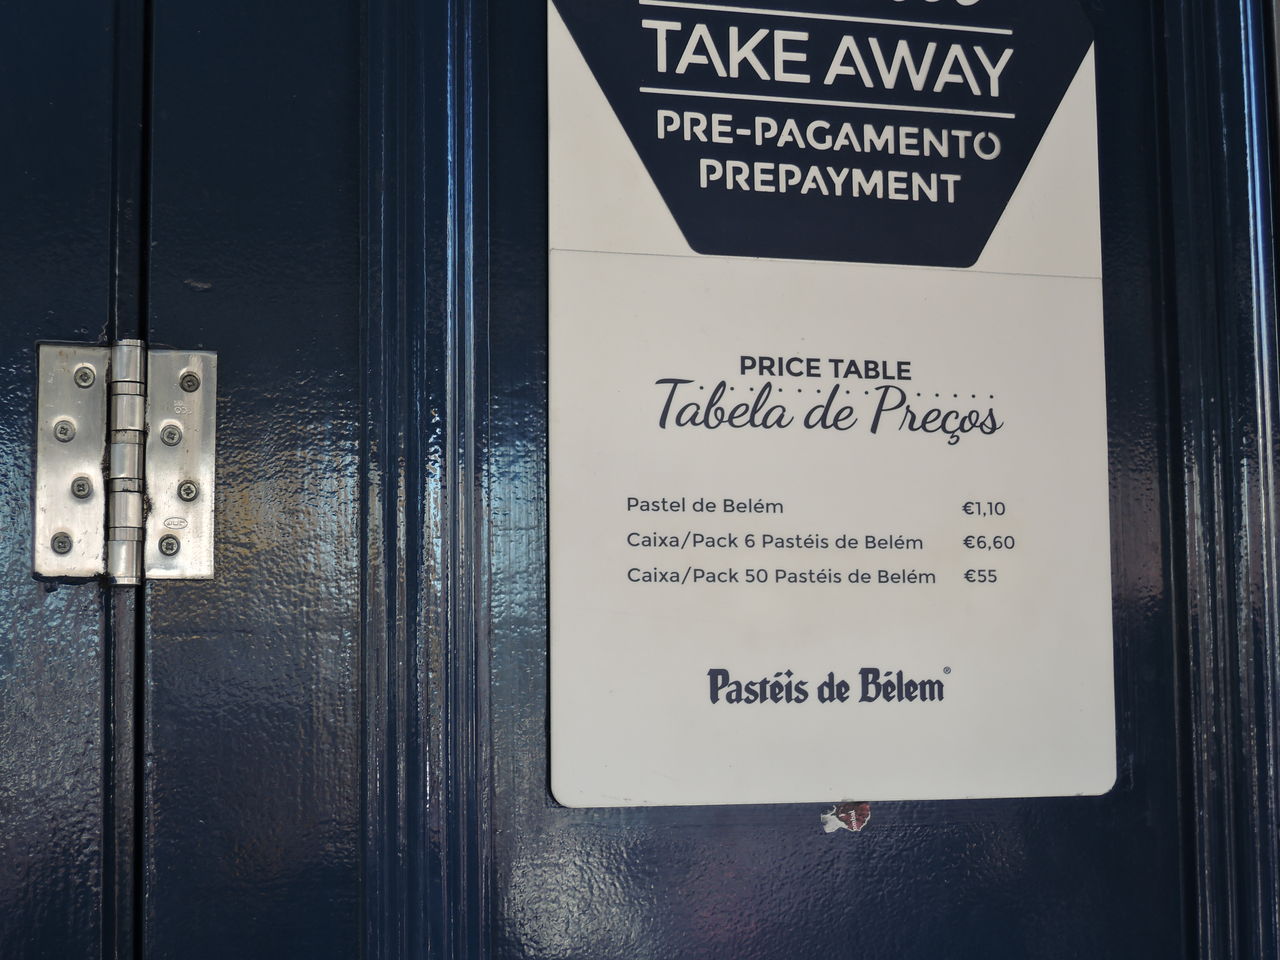 TAKE AWAY
PRE-PAGAMENTO
PREPAYMENT
PRICE TABLE
Tabela de Preços
Pastel de Belém €1,10
Caixa/Pack 6 Pastéis de Belém €6,60
Caixa/Pack 50 Pastéis de Belém €55
Pastéis de Bélem®